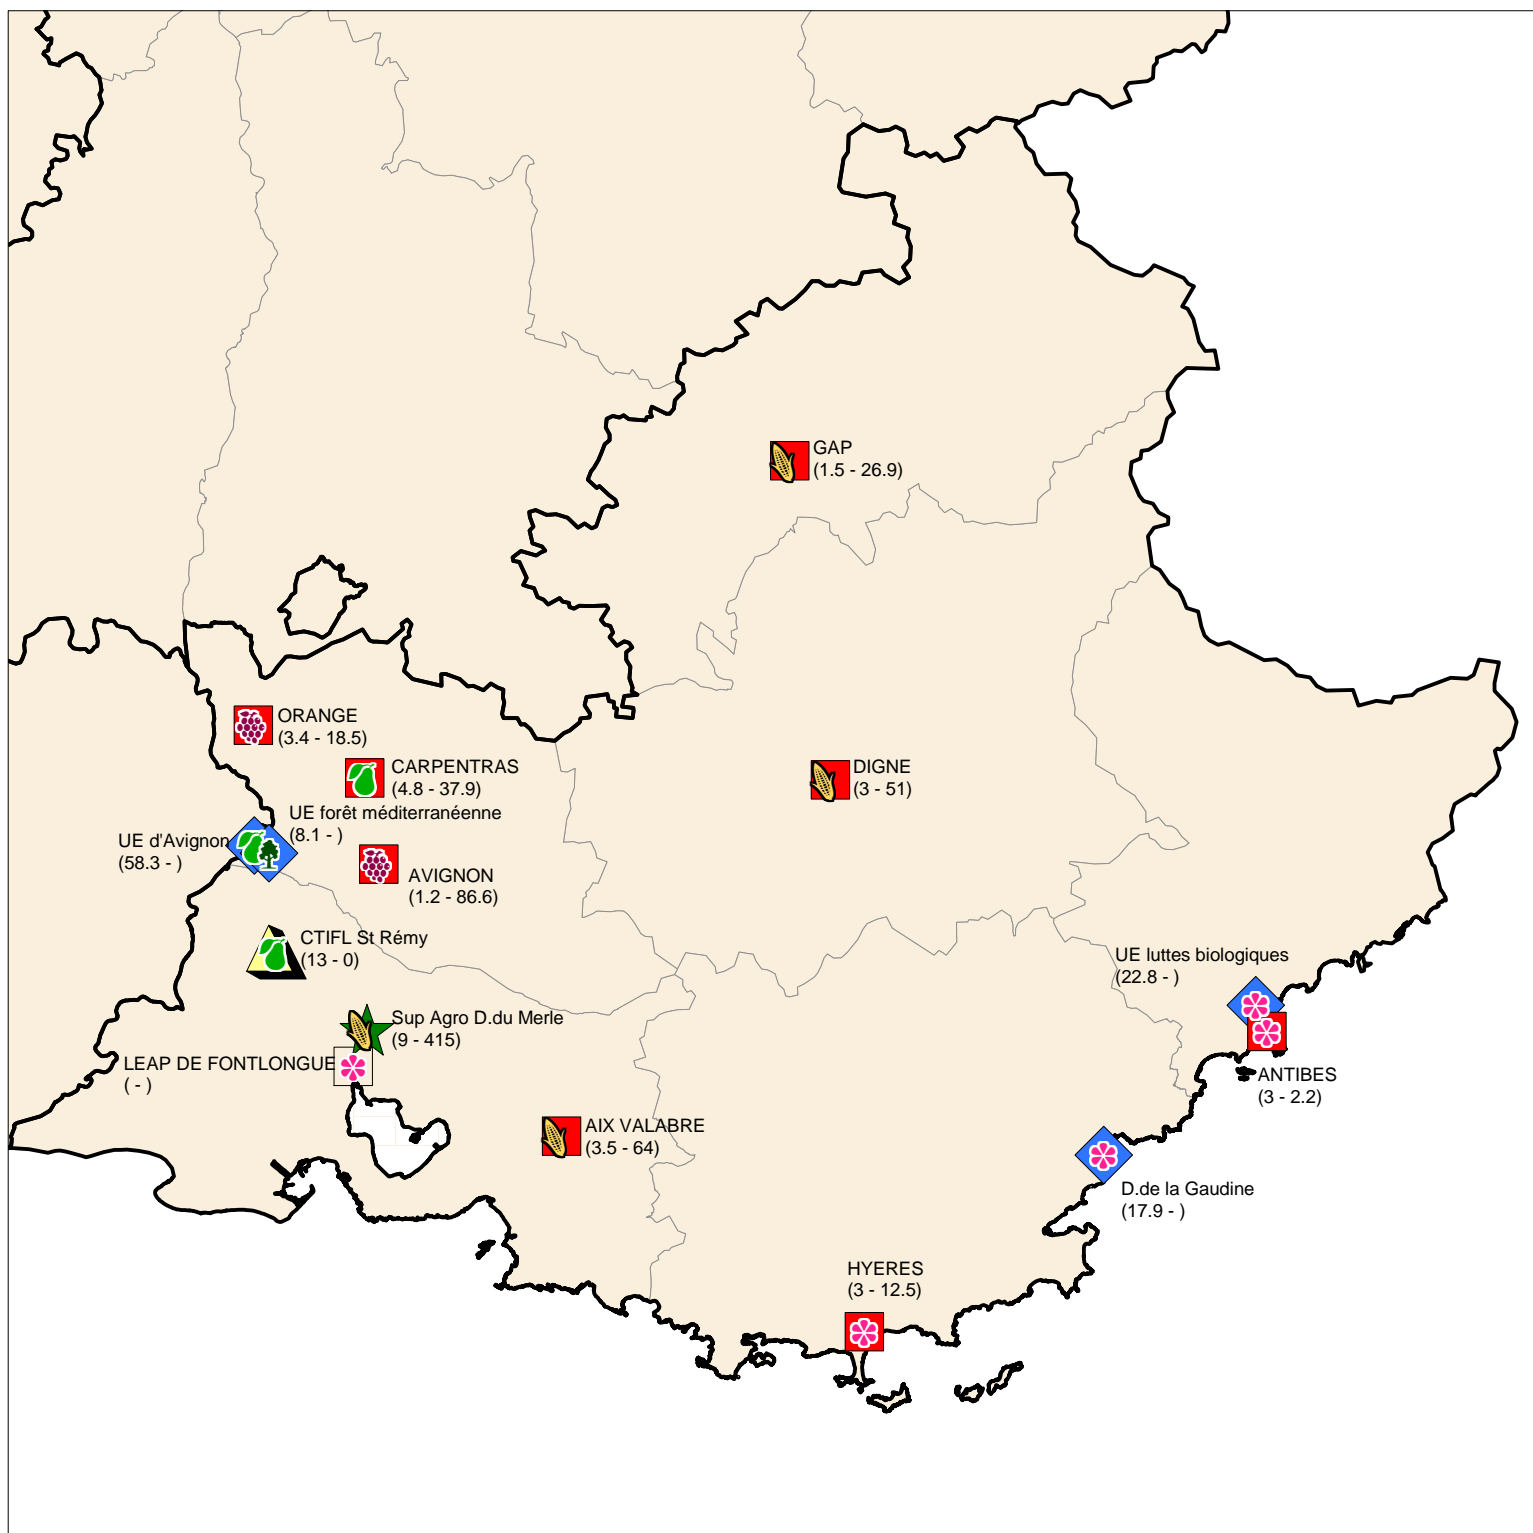 GAP
(1.5 - 26.9)
ORANGE
(3.4 - 18.5)
CARPENTRAS
(4.8 - 37.9)
DIGNE
(3 - 51)
UE forêt méditerranéenne
(8.1 - )
UE d'Avignon
(58.3 - )
AVIGNON
(1.2 - 86.6)
CTIFL St Rémy
(13 - 0)
UE luttes biologiques
(22.8 - )
Sup Agro D.du Merle
(9 - 415)
LEAP DE FONTLONGUE
( - )
ANTIBES
(3 - 2.2)
AIX VALABRE
(3.5 - 64)
D.de la Gaudine
(17.9 - )
HYERES
(3 - 12.5)